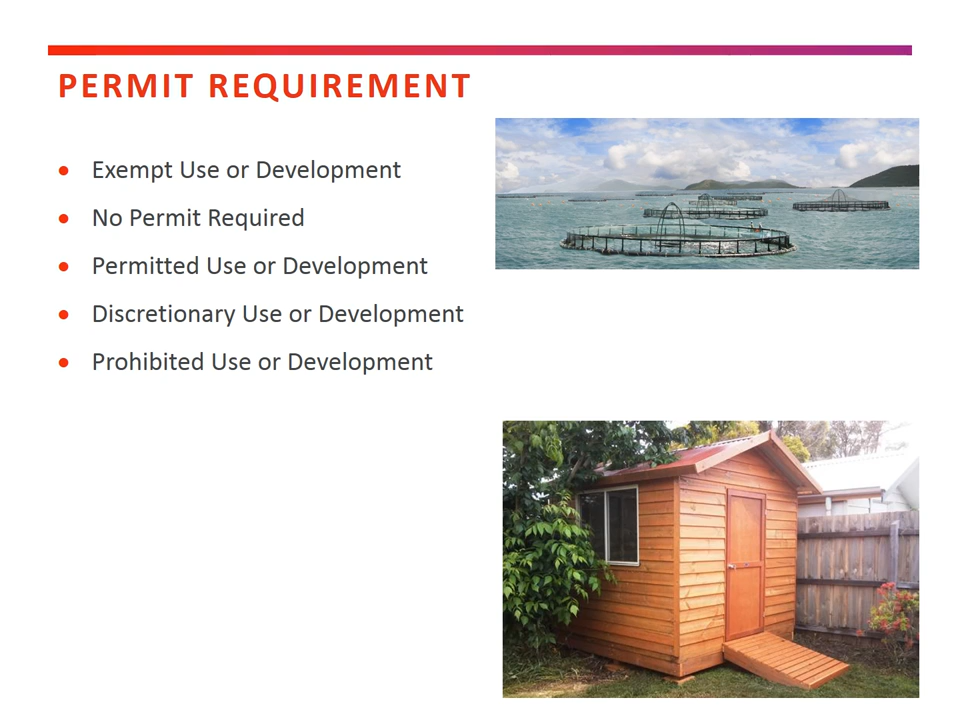 PERMIT REQUIREMENT
Exempt Use or Development
No Permit Required
Permitted Use or Development
Discretionary Use or Development
Prohibited Use or Development